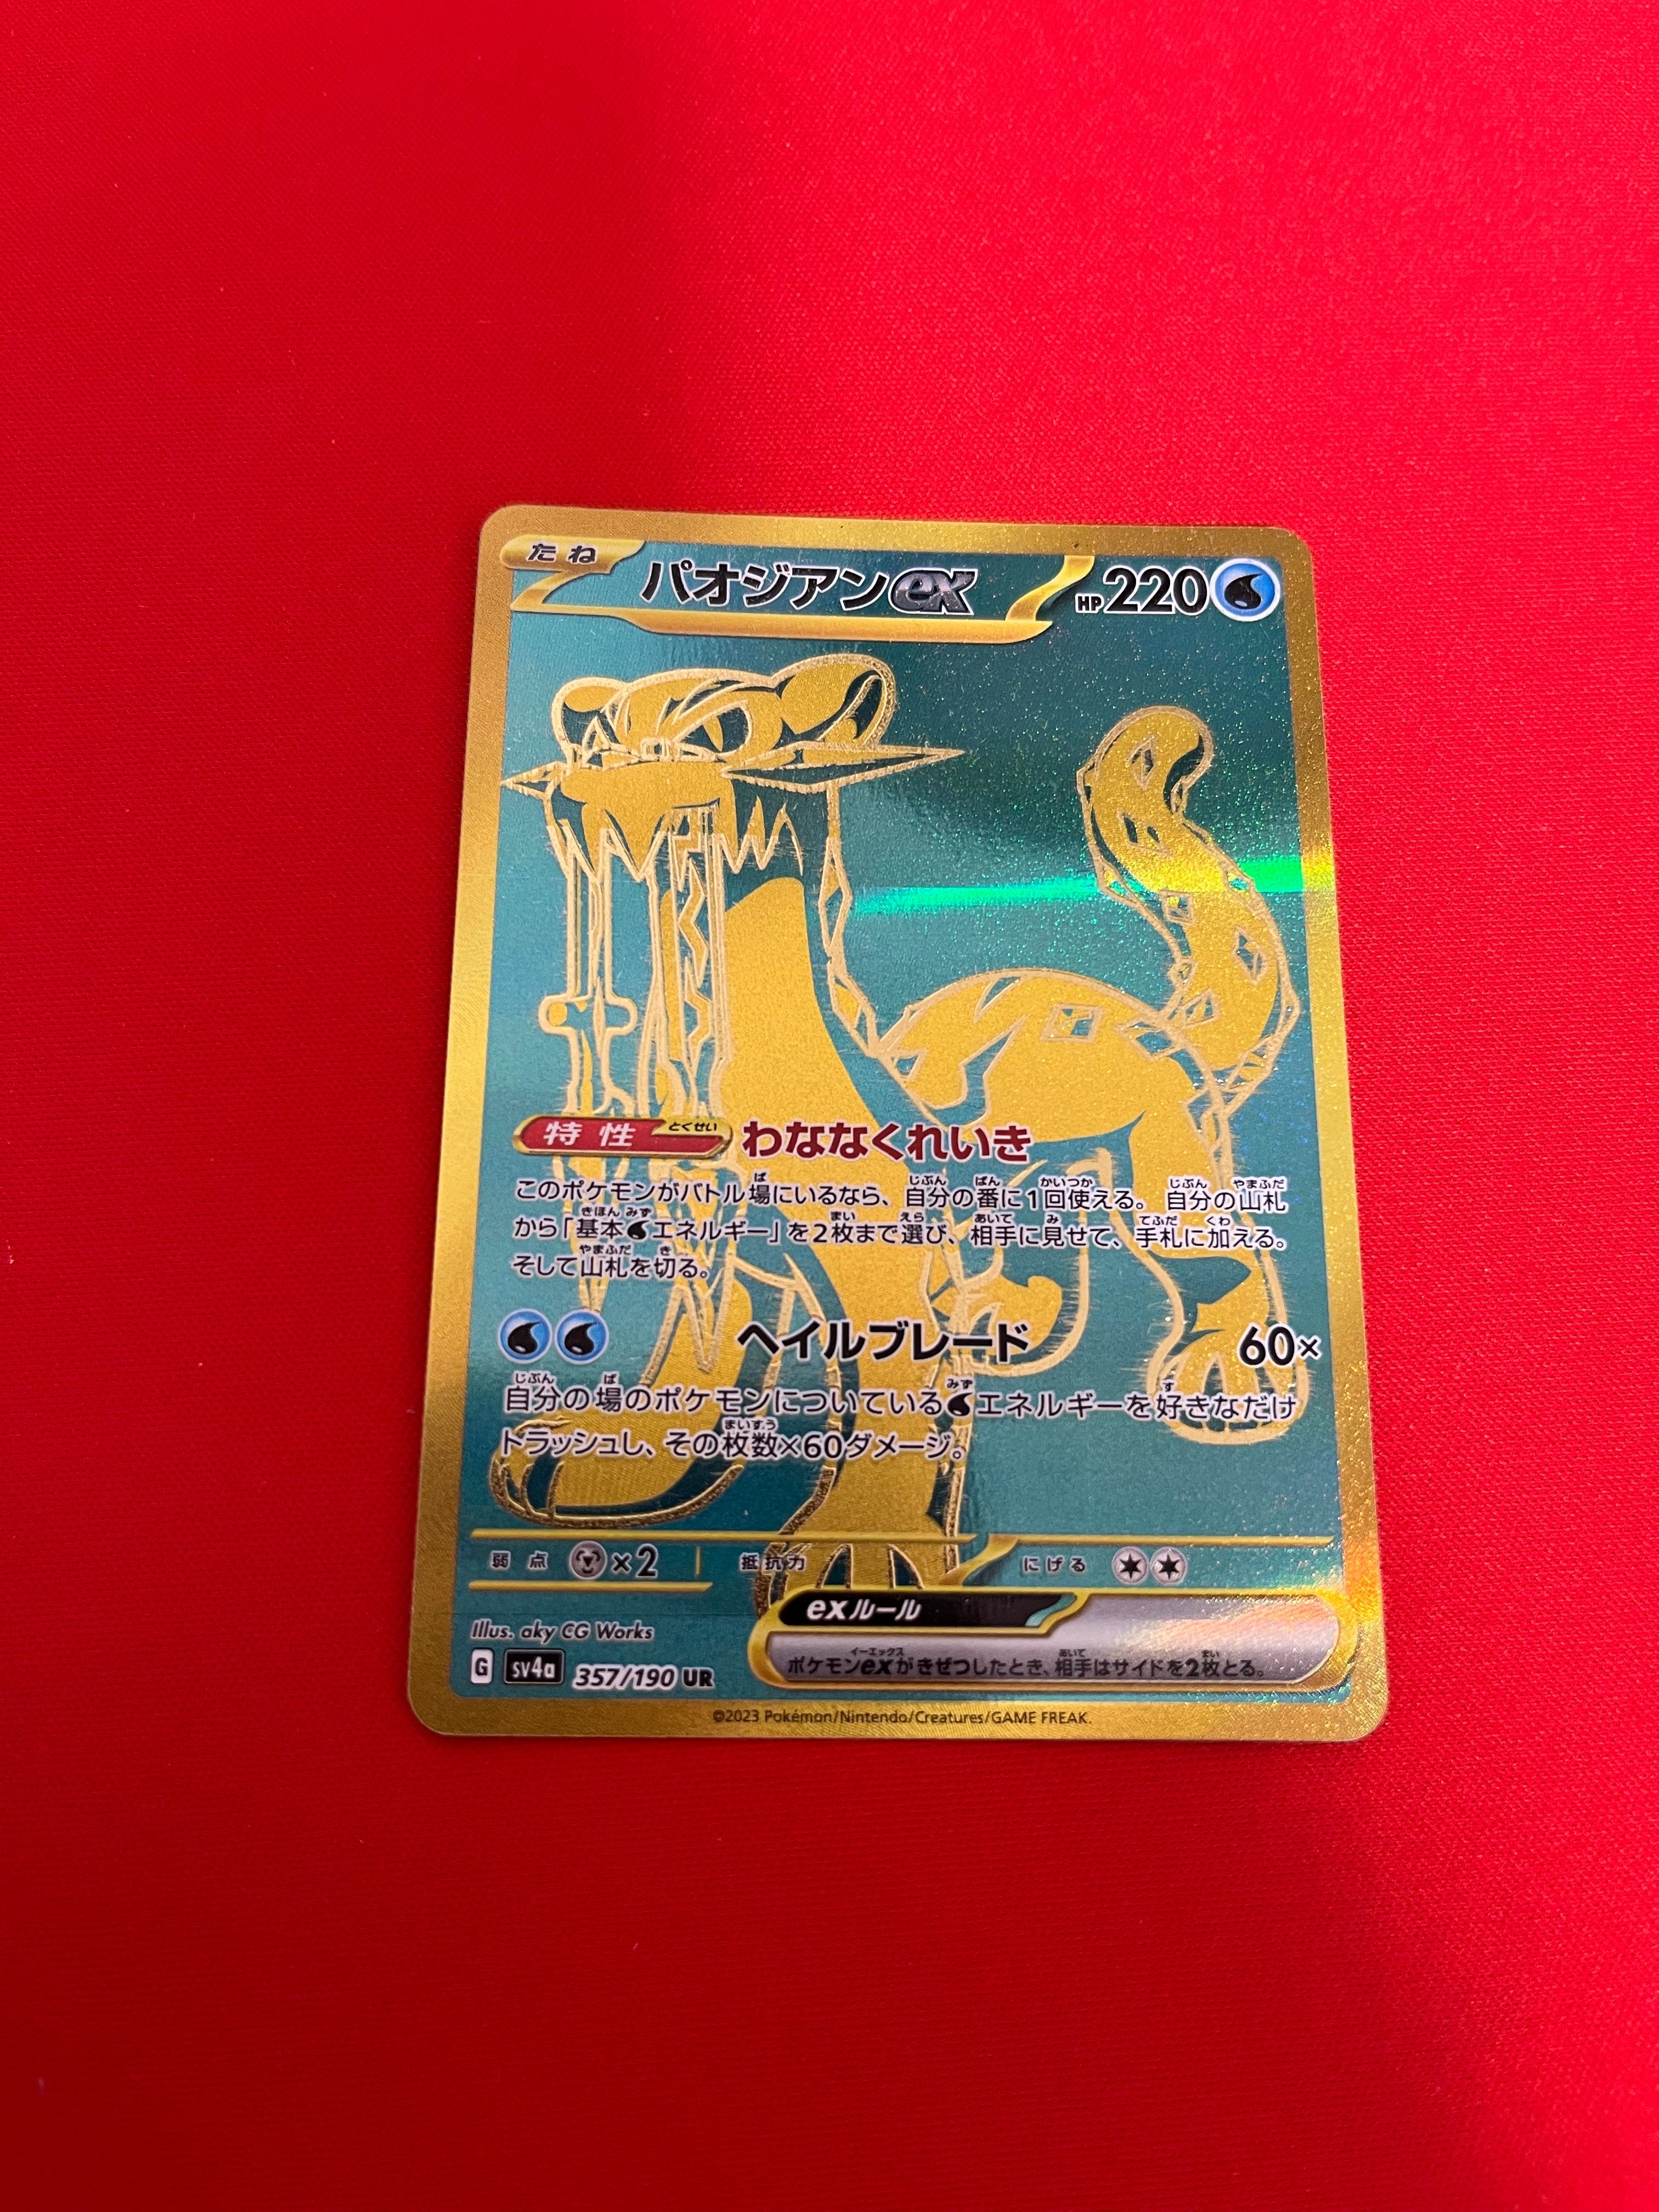 たね
パオジアンex HP220
特性 とくせい わななくれいき
このポケモンがバトル場にいるなら、自分の番に1回使える。自分の山札
から「基本エネルギー」を2枚まで選び、相手に見せて、手札に加える。
そして山札を切る。
ヘイルブレード 60×
自分の場のポケモンについているエネルギーを好きなだけ
トラッシュし、その枚数×60ダメージ。
弱点 ×2 抵抗力 にげる
exルール
ポケモンexがきぜつしたとき、相手はサイドを2枚とる。
Illus. aky CG Works
G sv4a 357/190 UR
©2023 Pokémon/Nintendo/Creatures/GAME FREAK.